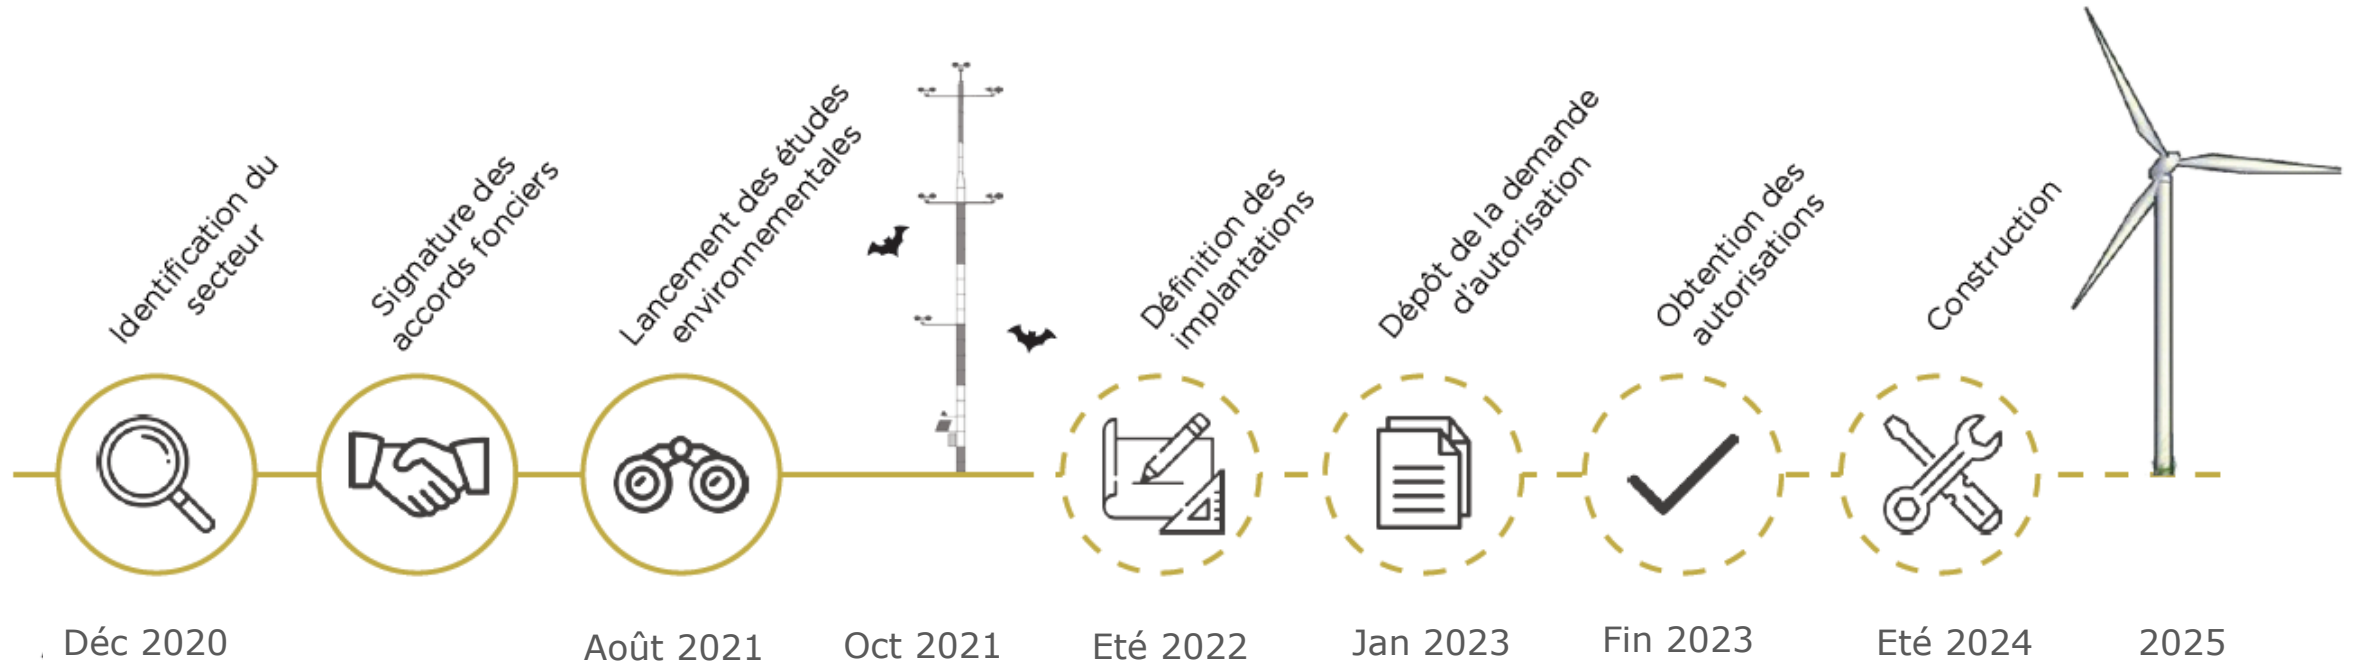 Identification du
secteur
Signature des
accords fonciers
Lancement des études
environnementales
Définition des
implantations
Dépôt de la demande
d'autorisation
Obtention des
autorisations
Construction
Déc 2020
Août 2021
Oct 2021
Eté 2022
Jan 2023
Fin 2023
Eté 2024
2025